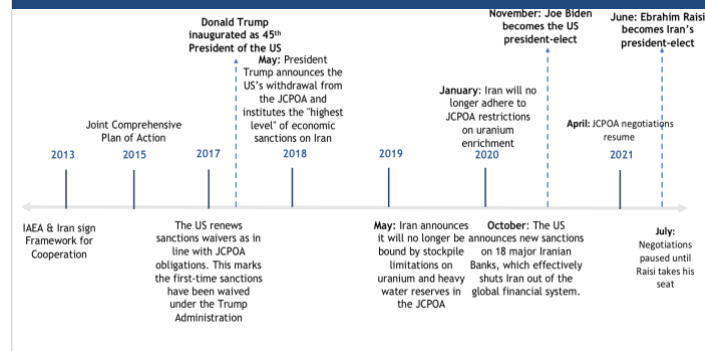 Donald Trump
inaugurated as 45th
President of the US
November: Joe Biden
becomes the US
president-elect
June: Ebrahim Raisi
becomes Iran's
president-elect
May: President
Trump announces the
US's withdrawal from
the JCPOA and
institutes the "highest
level" of economic
sanctions on Iran
January: Iran will no
longer adhere to
JCPOA restrictions
on uranium
enrichment
Joint Comprehensive
Plan of Action
April: JCPOA negotiations
resume
2013
2015
2017
2018
2019
2020
2021
IAEA & Iran sign
Framework for
Cooperation
The US renews
sanctions waivers as in
line with JCPOA
obligations. This marks
the first-time sanctions
have been waived
under the Trump
Administration
May: Iran announces
it will no longer be
bound by stockpile
limitations on
uranium and heavy
water reserves in
the JCPOA
October: The US
announces new sanctions
on 18 major Iranian
Banks, which effectively
shuts Iran out of the
global financial system.
July:
Negotiations
paused until
Raisi takes his
seat